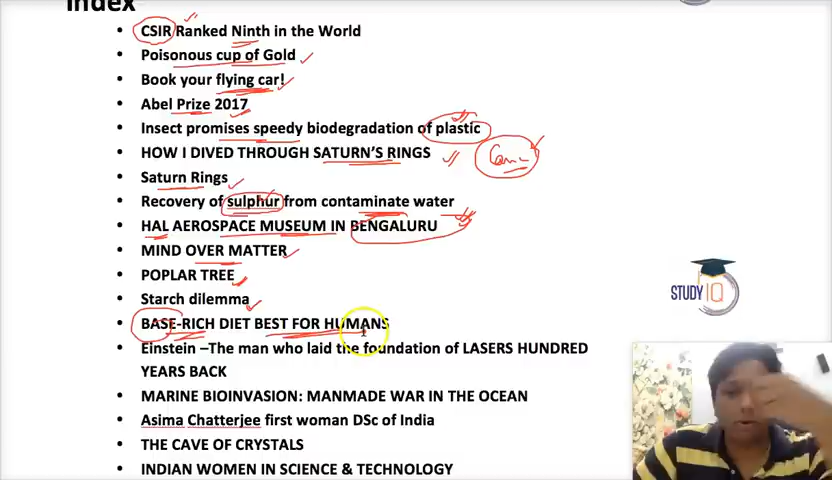 Index
CSIR Ranked Ninth in the World
Poisonous cup of Gold
Book your flying car!
Abel Prize 2017
Insect promises speedy biodegradation of plastic
HOW I DIVED THROUGH SATURN'S RINGS
Saturn Rings
Recovery of sulphur from contaminate water
HAL AEROSPACE MUSEUM IN BENGALURU
MIND OVER MATTER
POPLAR TREE
Starch dilemma
BASE-RICH DIET BEST FOR HUMANS
Einstein –The man who laid the foundation of LASERS HUNDRED
YEARS BACK
MARINE BIOINVASION: MANMADE WAR IN THE OCEAN
Asima Chatterjee first woman DSc of India
THE CAVE OF CRYSTALS
INDIAN WOMEN IN SCIENCE & TECHNOLOGY
STUDY IQ